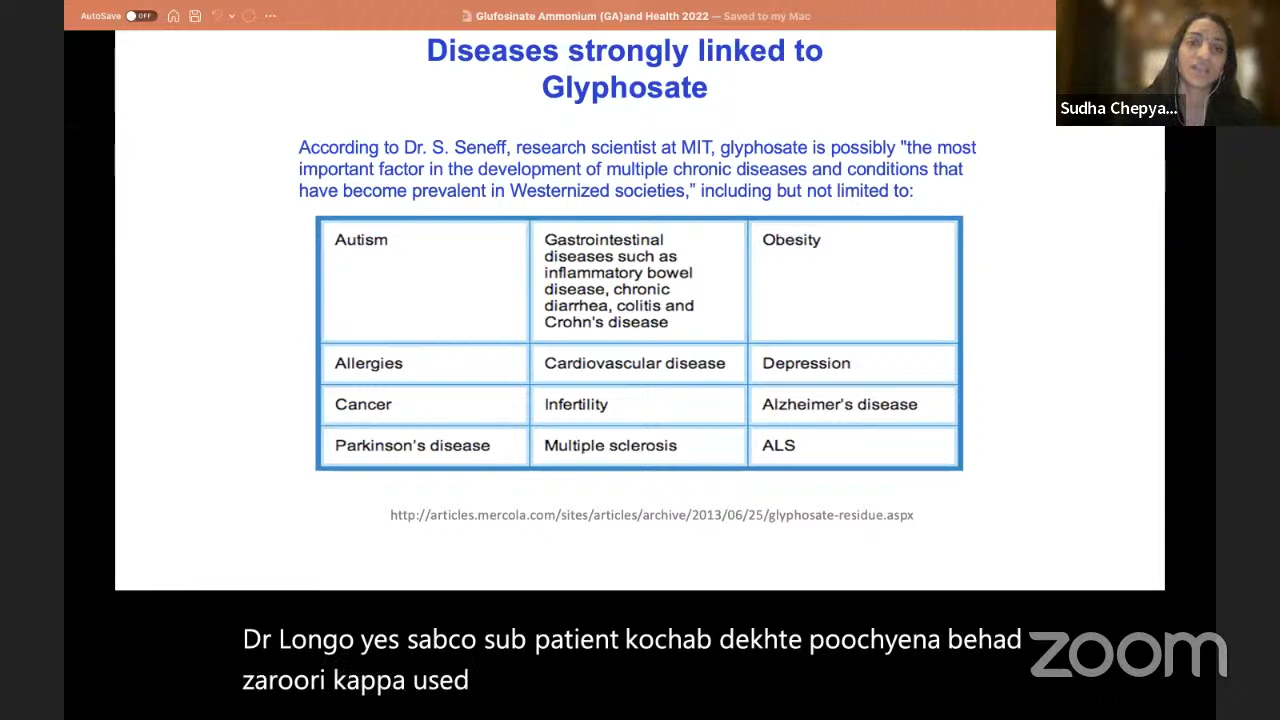 AutoSave OFF
Glufosinate Ammonium (GA)and Health 2022 — Saved to my Mac
Diseases strongly linked to
Glyphosate
Sudha Chepya...
According to Dr. S. Seneff, research scientist at MIT, glyphosate is possibly "the most
important factor in the development of multiple chronic diseases and conditions that
have become prevalent in Westernized societies,” including but not limited to:
Autism
Gastrointestinal
diseases such as
inflammatory bowel
disease, chronic
diarrhea, colitis and
Crohn's disease
Obesity
Allergies
Cardiovascular disease
Depression
Cancer
Infertility
Alzheimer's disease
Parkinson's disease
Multiple sclerosis
ALS
http://articles.mercola.com/sites/articles/archive/2013/06/25/glyphosate-residue.aspx
Dr Longo yes sabco sub patient kochab dekhte poochyena behad
zaroori kappa used
zoom